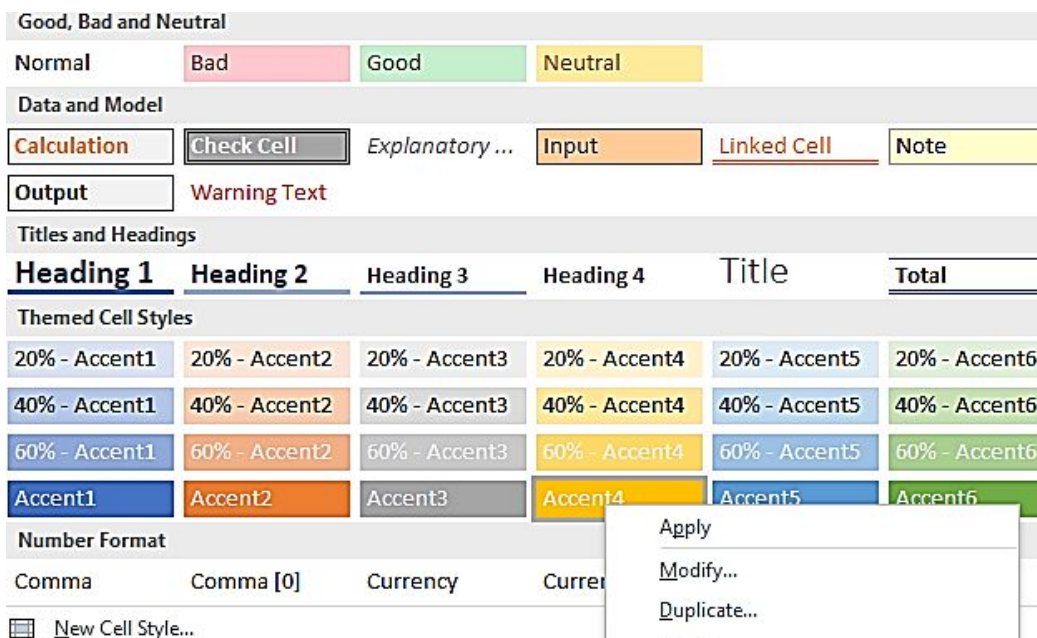 Good, Bad and Neutral
Normal Bad Good Neutral
Data and Model
Calculation Check Cell Explanatory ... Input Linked Cell Note
Output Warning Text
Titles and Headings
Heading 1 Heading 2 Heading 3 Heading 4 Title Total
Themed Cell Styles
20% - Accent1 20% - Accent2 20% - Accent3 20% - Accent4 20% - Accent5 20% - Accent6
40% - Accent1 40% - Accent2 40% - Accent3 40% - Accent4 40% - Accent5 40% - Accent6
60% - Accent1 60% - Accent2 60% - Accent3 60% - Accent4 60% - Accent5 60% - Accent6
Accent1 Accent2 Accent3 Accent4 Accent5 Accent6
Apply
Number Format
Modify...
Comma Comma [0] Currency
Duplicate...
New Cell Style...